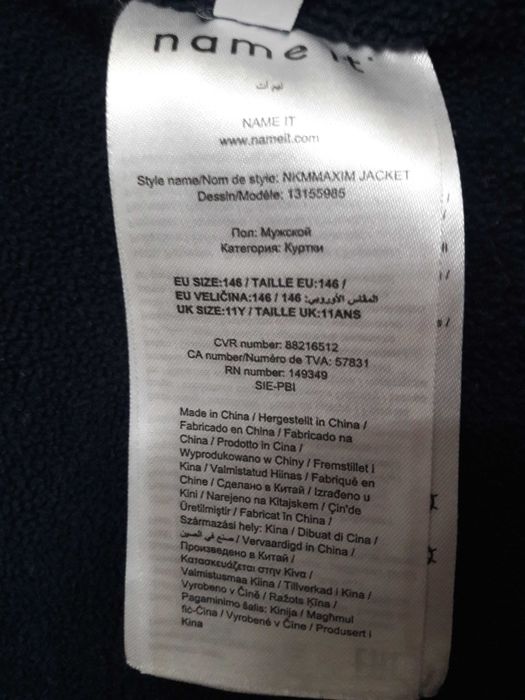 name it
نيم ات
NAME IT
www.nameit.com
Style name/Nom de style: NKMMAXIM JACKET
Dessin/Modèle: 13155985
Пол: Мужской
Категория: Куртки
EU SIZE:146 / TAILLE EU:146 /
EU VELIČINA:146 / 146 :المقاس الأوروبي
UK SIZE:11Y / TAILLE UK:11ANS
CVR number: 88216512
CA number/Numéro de TVA: 57831
RN number: 149349
SIE-PBI
Made in China / Hergestellt in China /
Fabricado en China / Fabricado na
China / Prodotto in Cina /
Wyprodukowano w Chiny / Fremstillet i
Kina / Valmistatud Hiinas / Fabriqué en
Chine / Сделано в Китай / Izrađeno u
Kini / Narejeno na Kitajskem / Çin'de
Üretilmiştir / Fabricat în China /
Származási hely: Kina / Dibuat di Cina /
صنع في الصين / Vervaardigd in China /
Произведено в Китай /
Κατασκευάζεται στην Κίνα /
Valmistusmaa Kiina / Tillverkad i Kina /
Vyrobeno v Čině / Ražots Ķīna /
Pagaminimo šalis: Kinija / Maghmul
fiċ-Ċina / Vyrobené v Číne / Produsert i
Kina